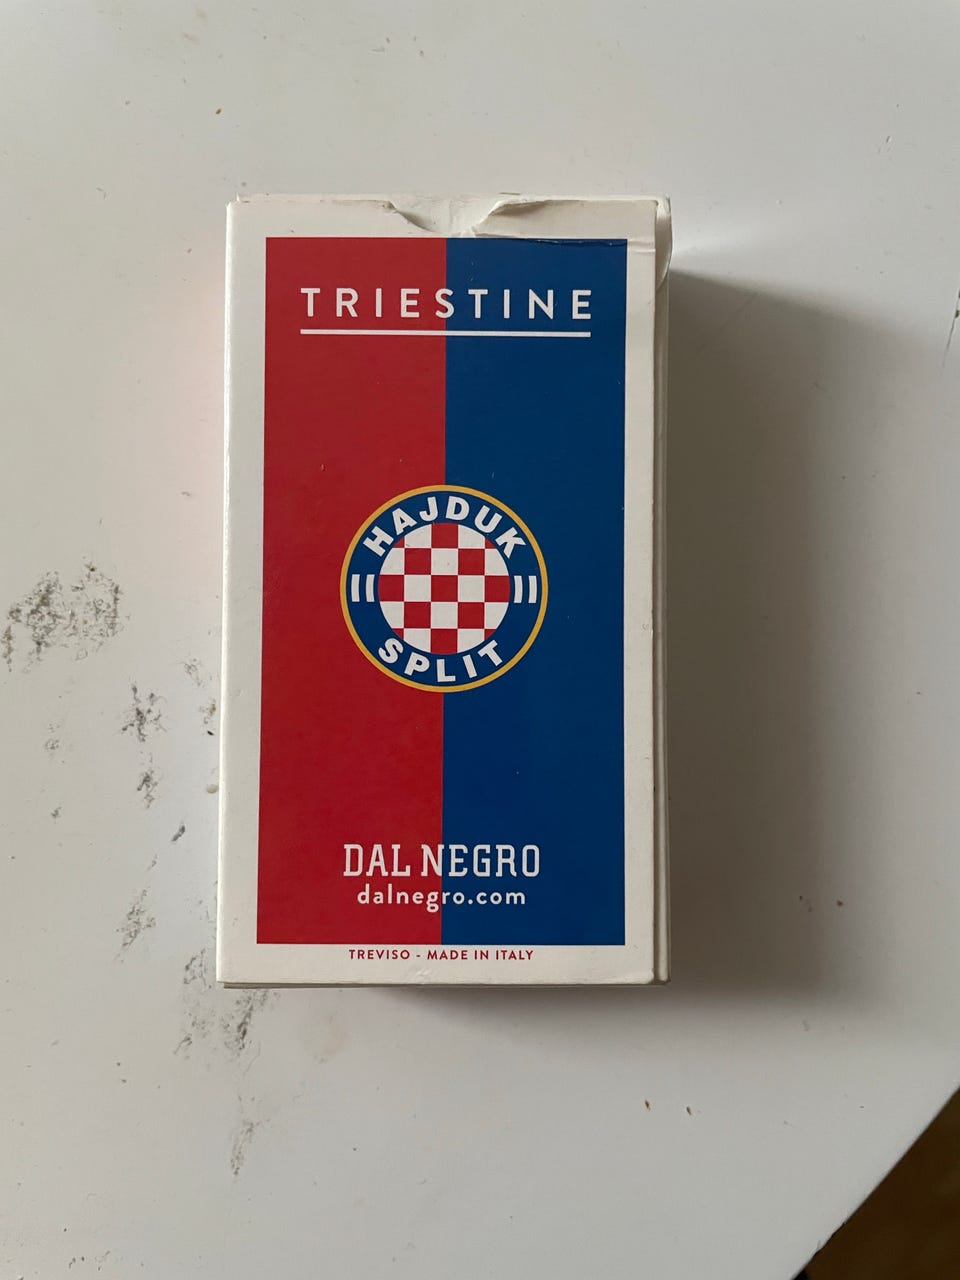 TRIESTINE
HAJDUK
SPLIT
DAL NEGRO
dalnegro.com
TREVISO - MADE IN ITALY